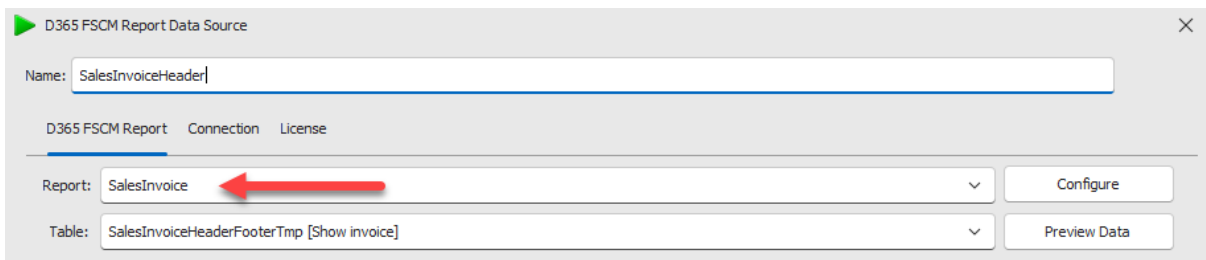 D365 FSCM Report Data Source
Name: SalesInvoiceHeader
D365 FSCM Report Connection License
Report: SalesInvoice Configure
Table: SalesInvoiceHeaderFooterTmp [Show invoice] Preview Data